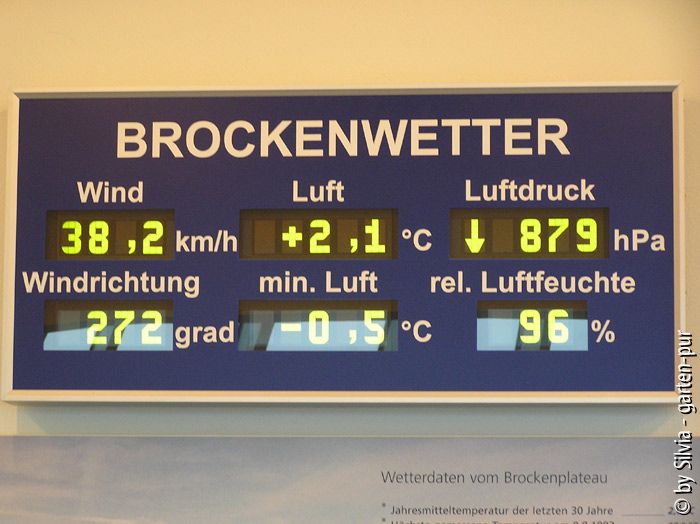 BROCKENWETTER
Wind Luft Luftdruck
38,2 km/h +2,1 °C ↓ 879 hPa
Windrichtung min. Luft rel. Luftfeuchte
272 grad -0,5 °C 96 %
Wetterdaten vom Brockenplateau
* Jahresmitteltemperatur der letzten 30 Jahre
© by Silvia - garten-pur